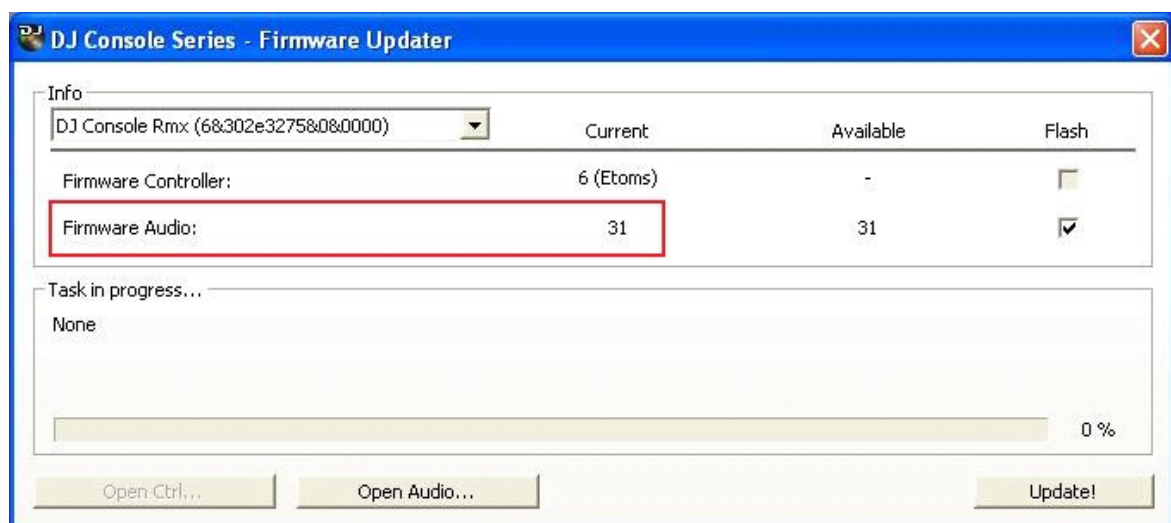 DJ Console Series - Firmware Updater
Info
DJ Console Rmx (6&302e3275&0&0000) Current Available Flash
Firmware Controller: 6 (Etoms) -
Firmware Audio: 31 31
Task in progress...
None
0 %
Open Ctrl... Open Audio... Update!